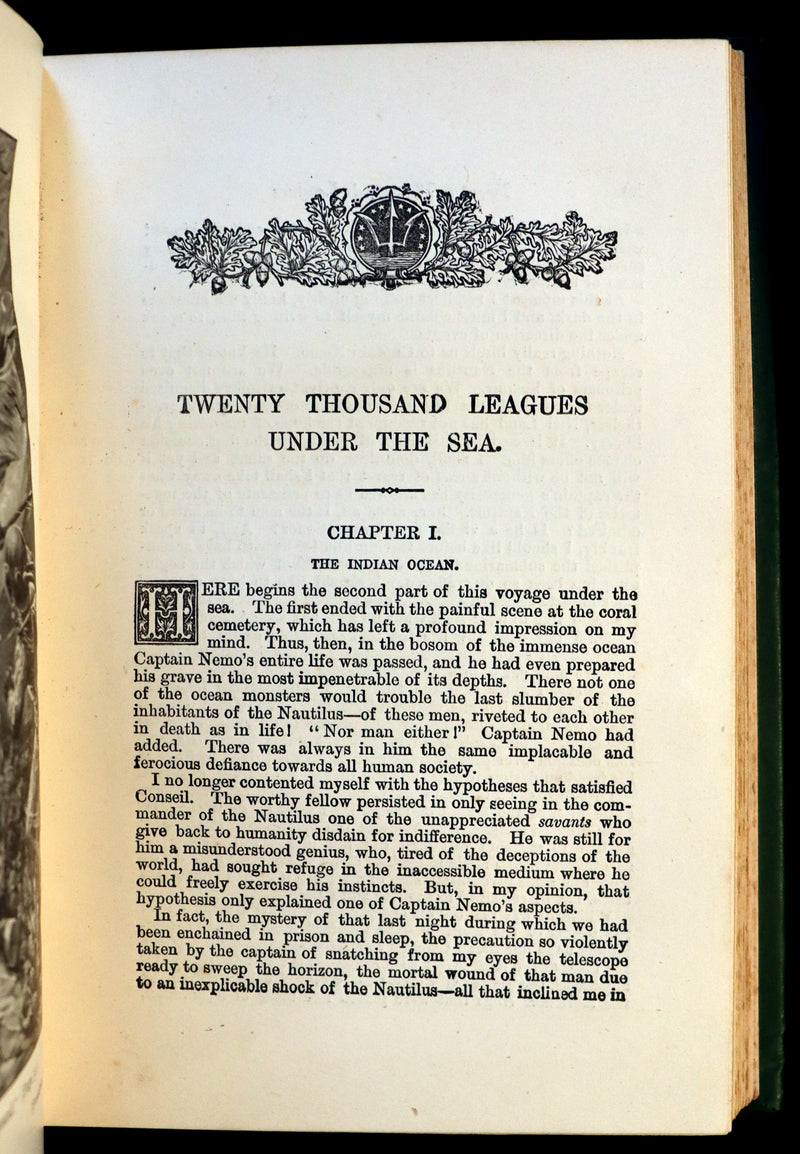 TWENTY THOUSAND LEAGUES
UNDER THE SEA.
CHAPTER I.
THE INDIAN OCEAN.
HERE begins the second part of this voyage under the
sea. The first ended with the painful scene at the coral
cemetery, which has left a profound impression on my
mind. Thus, then, in the bosom of the immense ocean
Captain Nemo's entire life was passed, and he had even prepared
his grave in the most impenetrable of its depths. There not one
of the ocean monsters would trouble the last slumber of the
inhabitants of the Nautilus—of these men, riveted to each other
in death as in life! "Nor man either!" Captain Nemo had
added. There was always in him the same implacable and
ferocious defiance towards all human society.
I no longer contented myself with the hypotheses that satisfied
Conseil. The worthy fellow persisted in only seeing in the com-
mander of the Nautilus one of the unappreciated savants who
give back to humanity disdain for indifference. He was still for
him a misunderstood genius, who, tired of the deceptions of the
world, had sought refuge in the inaccessible medium where he
could freely exercise his instincts. But, in my opinion, that
hypothesis only explained one of Captain Nemo's aspects.
In fact, the mystery of that last night during which we had
been enchained in prison and sleep, the precaution so violently
taken by the captain of snatching from my eyes the telescope
ready to sweep the horizon, the mortal wound of that man due
to an inexplicable shock of the Nautilus—all that inclined me in